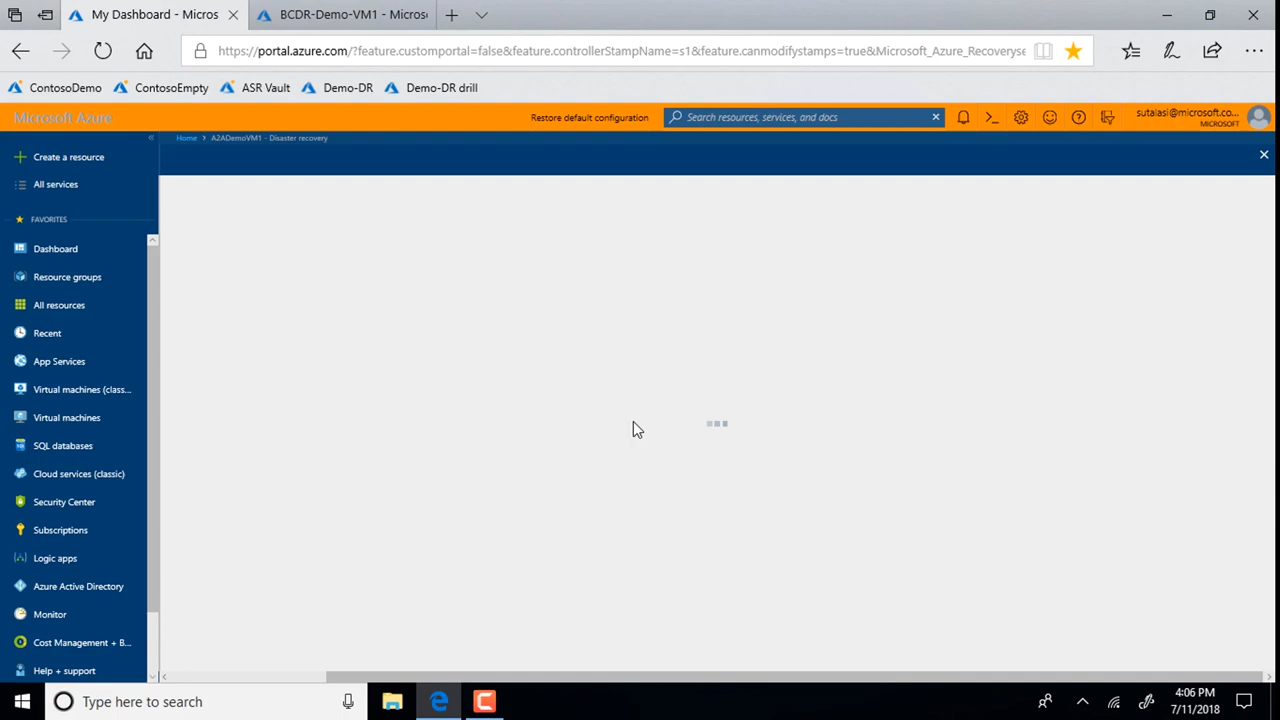 My Dashboard - Micros
BCDR-Demo-VM1 - Microso
https://portal.azure.com/?feature.customportal=false&feature.controllerStampName=s1&feature.canmodifystamps=true&Microsoft_Azure_Recoveryse
ContosoDemo
ContosoEmpty
ASR Vault
Demo-DR
Demo-DR drill
Microsoft Azure
Restore default configuration
Search resources, services, and docs
sutaiasi@microsoft.co...
MICROSOFT
Home > A2ADemoVM1 - Disaster recovery
Create a resource
All services
FAVORITES
Dashboard
Resource groups
All resources
Recent
App Services
Virtual machines (class...
Virtual machines
SQL databases
Cloud services (classic)
Security Center
Subscriptions
Logic apps
Azure Active Directory
Monitor
Cost Management + B...
Help + support
Type here to search
4:06 PM
7/11/2018